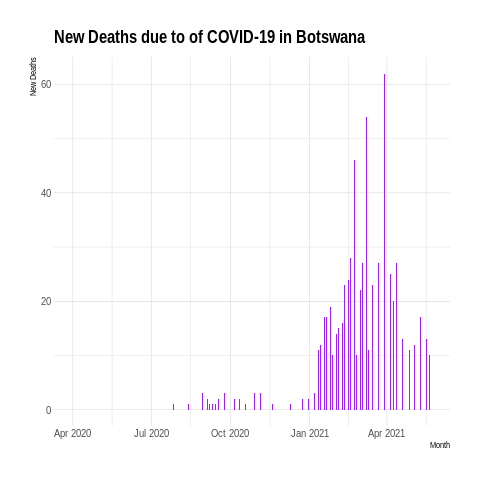 New Deaths due to of COVID-19 in Botswana
New Deaths
60
40
20
0
Apr 2020 Jul 2020 Oct 2020 Jan 2021 Apr 2021
Month